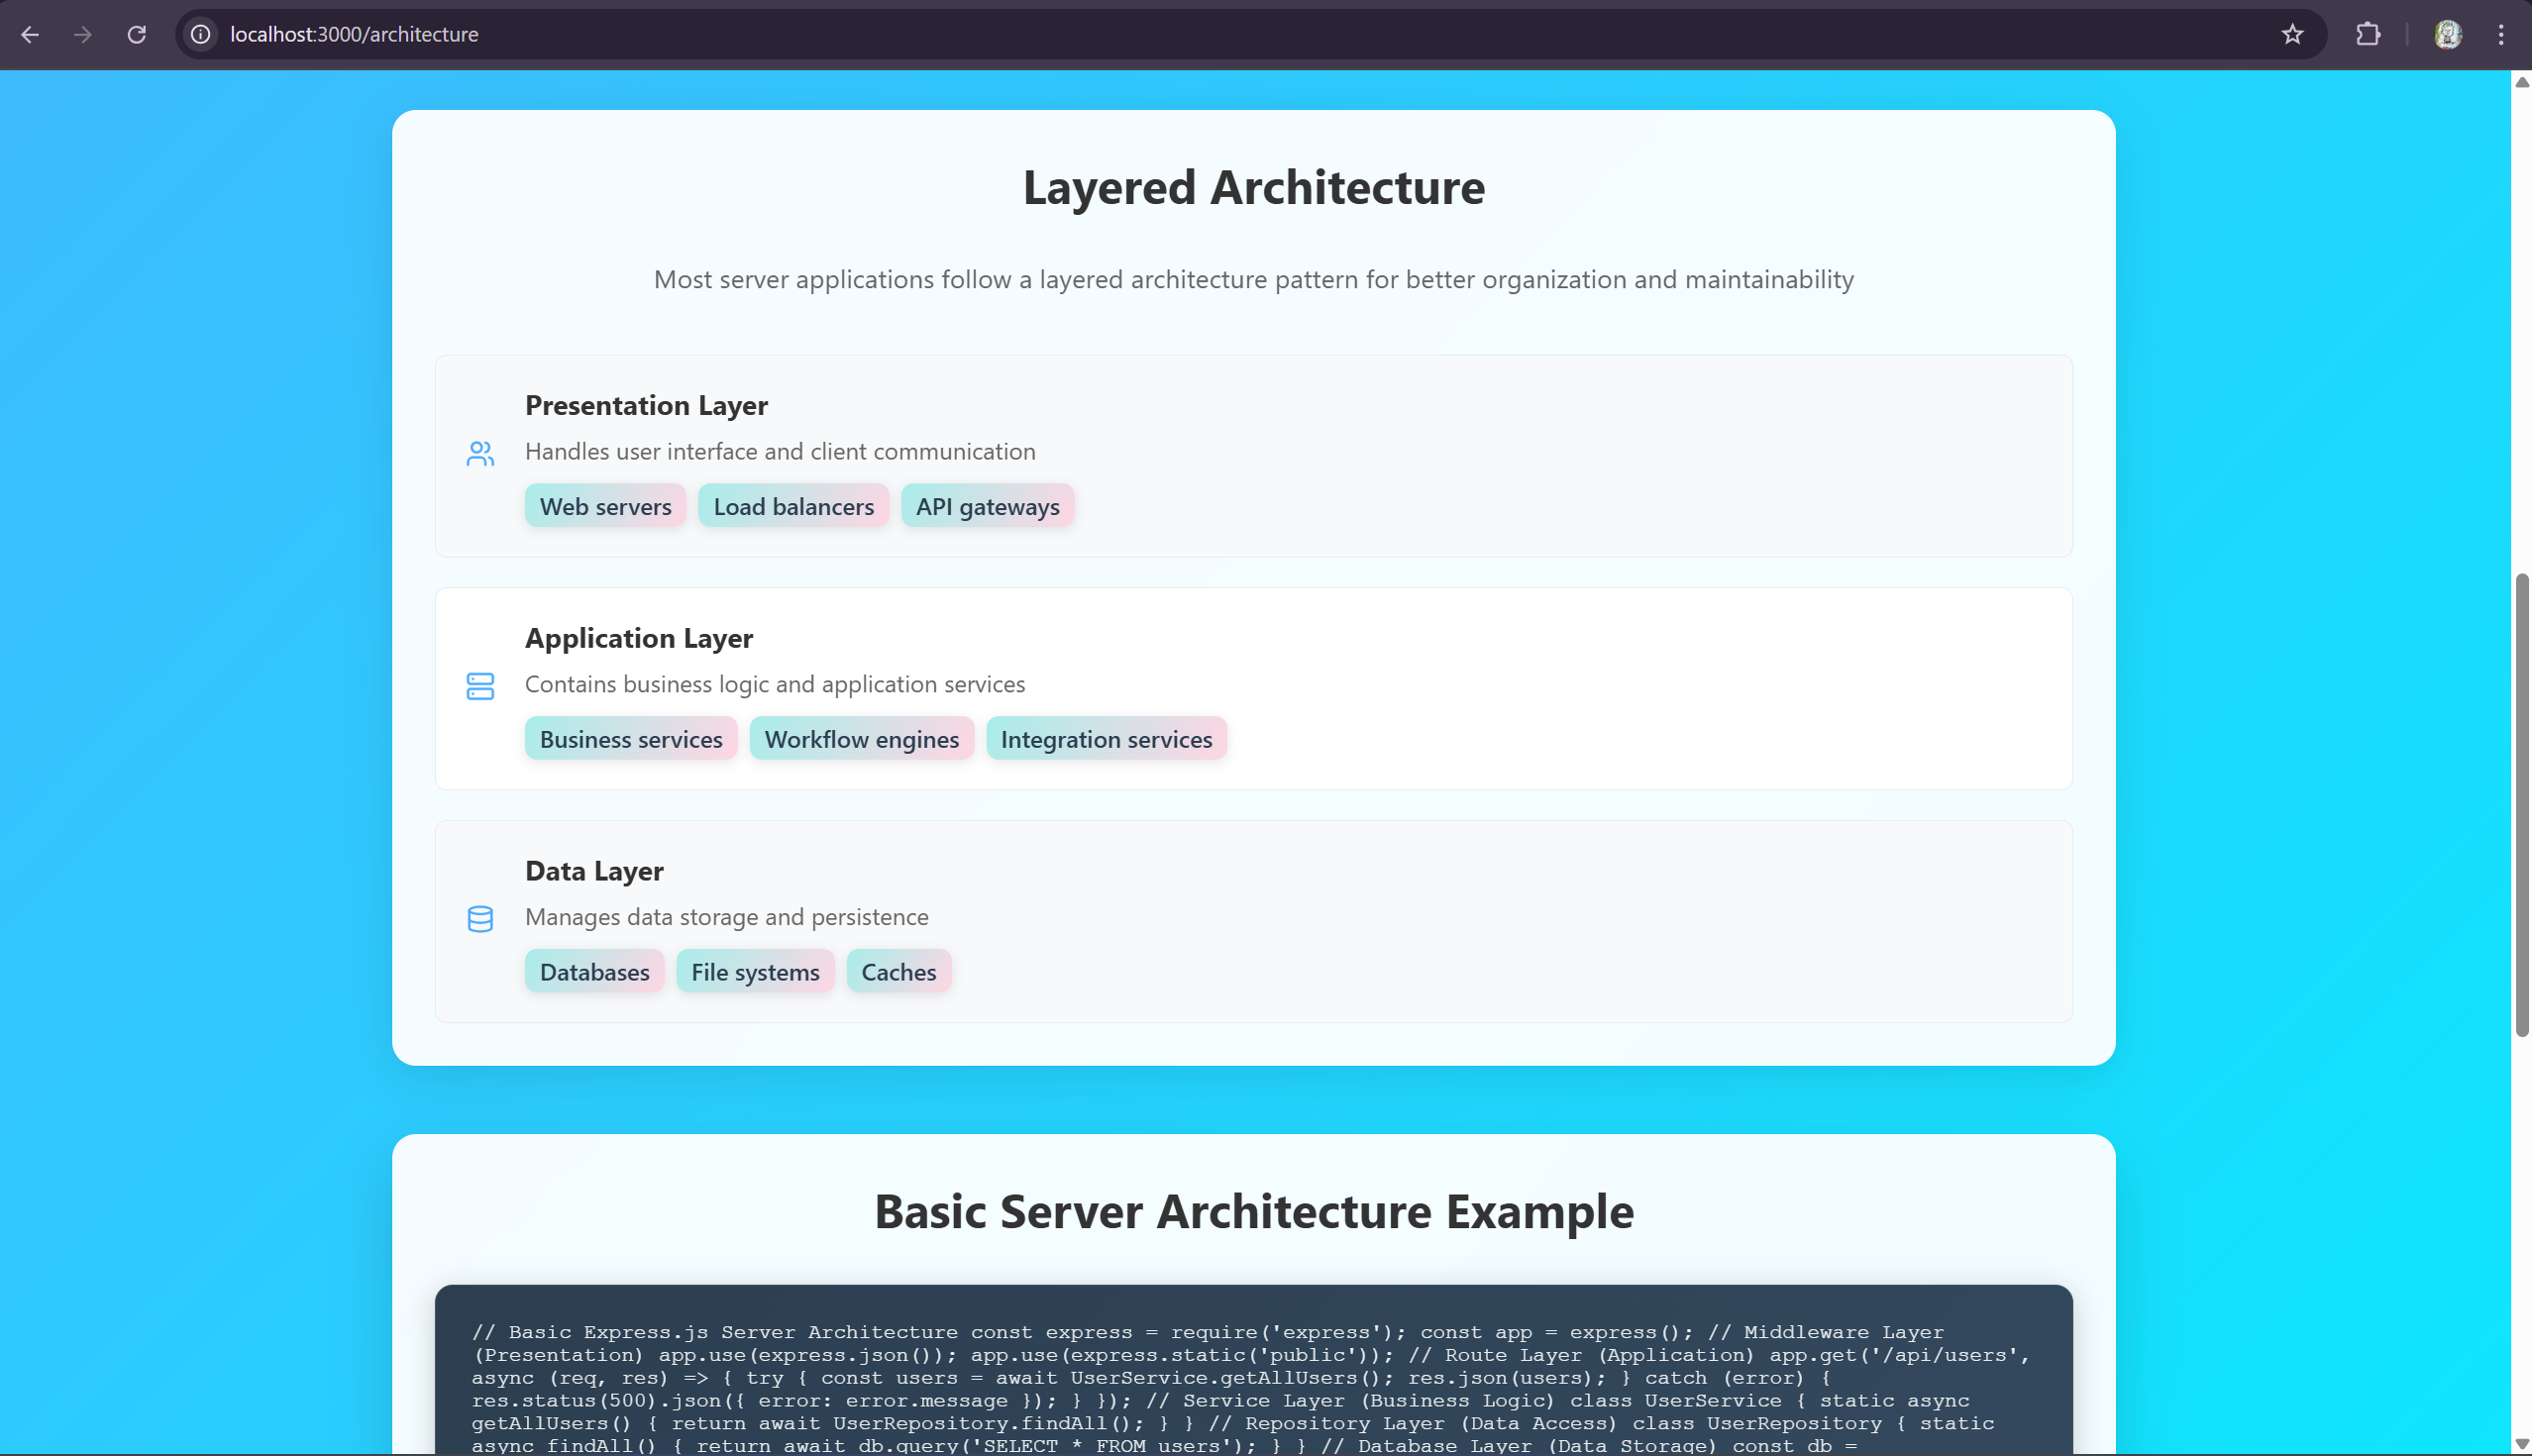 localhost:3000/architecture
Layered Architecture
Most server applications follow a layered architecture pattern for better organization and maintainability
Presentation Layer
Handles user interface and client communication
Web servers
Load balancers
API gateways
Application Layer
Contains business logic and application services
Business services
Workflow engines
Integration services
Data Layer
Manages data storage and persistence
Databases
File systems
Caches
Basic Server Architecture Example
// Basic Express.js Server Architecture const express = require('express'); const app = express(); // Middleware Layer
(Presentation) app.use(express.json()); app.use(express.static('public')); // Route Layer (Application) app.get('/api/users',
async (req, res) => { try { const users = await UserService.getAllUsers(); res.json(users); } catch (error) {
res.status(500).json({ error: error.message }); } }); // Service Layer (Business Logic) class UserService { static async
getAllUsers() { return await UserRepository.findAll(); } } // Repository Layer (Data Access) class UserRepository { static
async findAll() { return await db.query('SELECT * FROM users'); } } // Database Layer (Data Storage) const db =